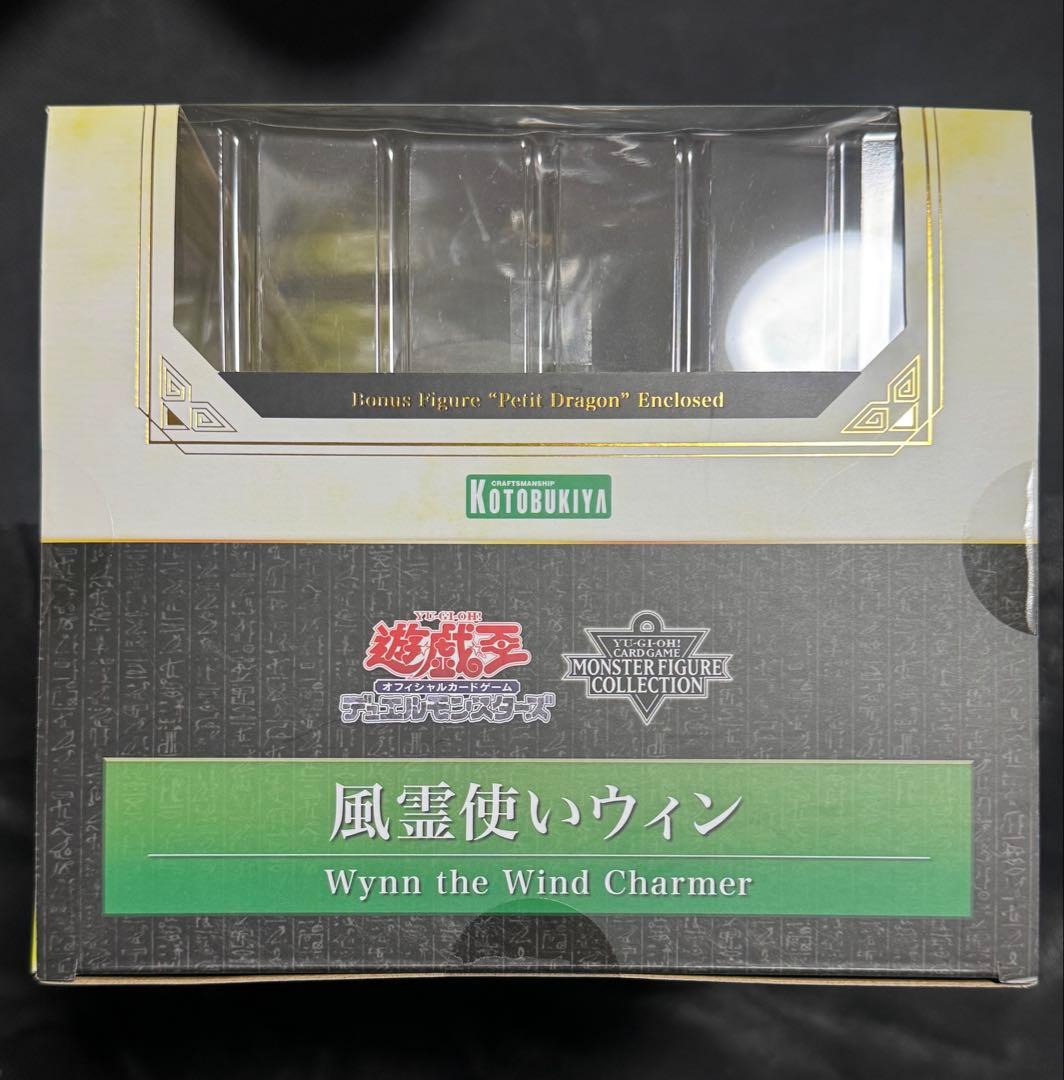 Bonus Figure “Petit Dragon” Enclosed
CRAFTSMANSHIP
KOTOBUKIYA
YU-GI-OH!
遊☆戯☆王
オフィシャルカードゲーム
デュエルモンスターズ
YU-GI-OH!
CARD GAME
MONSTER FIGURE
COLLECTION
風霊使いウィン
Wynn the Wind Charmer